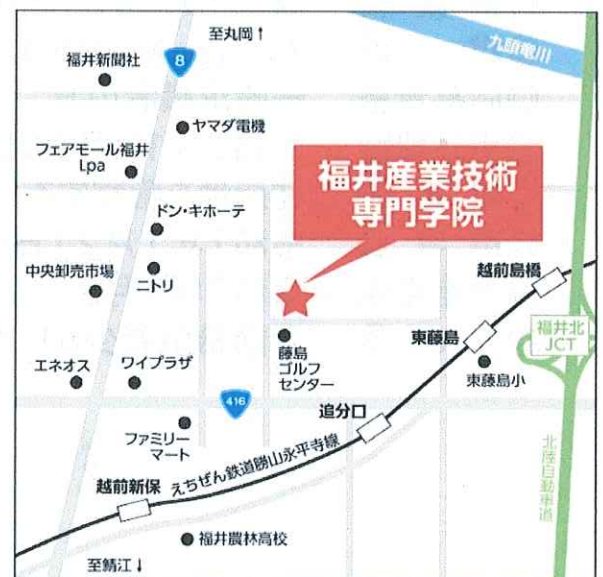 至丸岡↑
九頭竜川
福井新聞社
8
ヤマダ電機
フェアモール福井
Lpa
福井産業技術
専門学院
ドン・キホーテ
中央卸売市場
ニトリ
越前島橋
東藤島
福井北
JCT
藤島
ゴルフ
センター
東藤島小
エネオス
ワイプラザ
416
追分口
ファミリー
マート
えちぜん鉄道勝山永平寺線
北陸自動車道
越前新保
福井農林高校
至鯖江↓